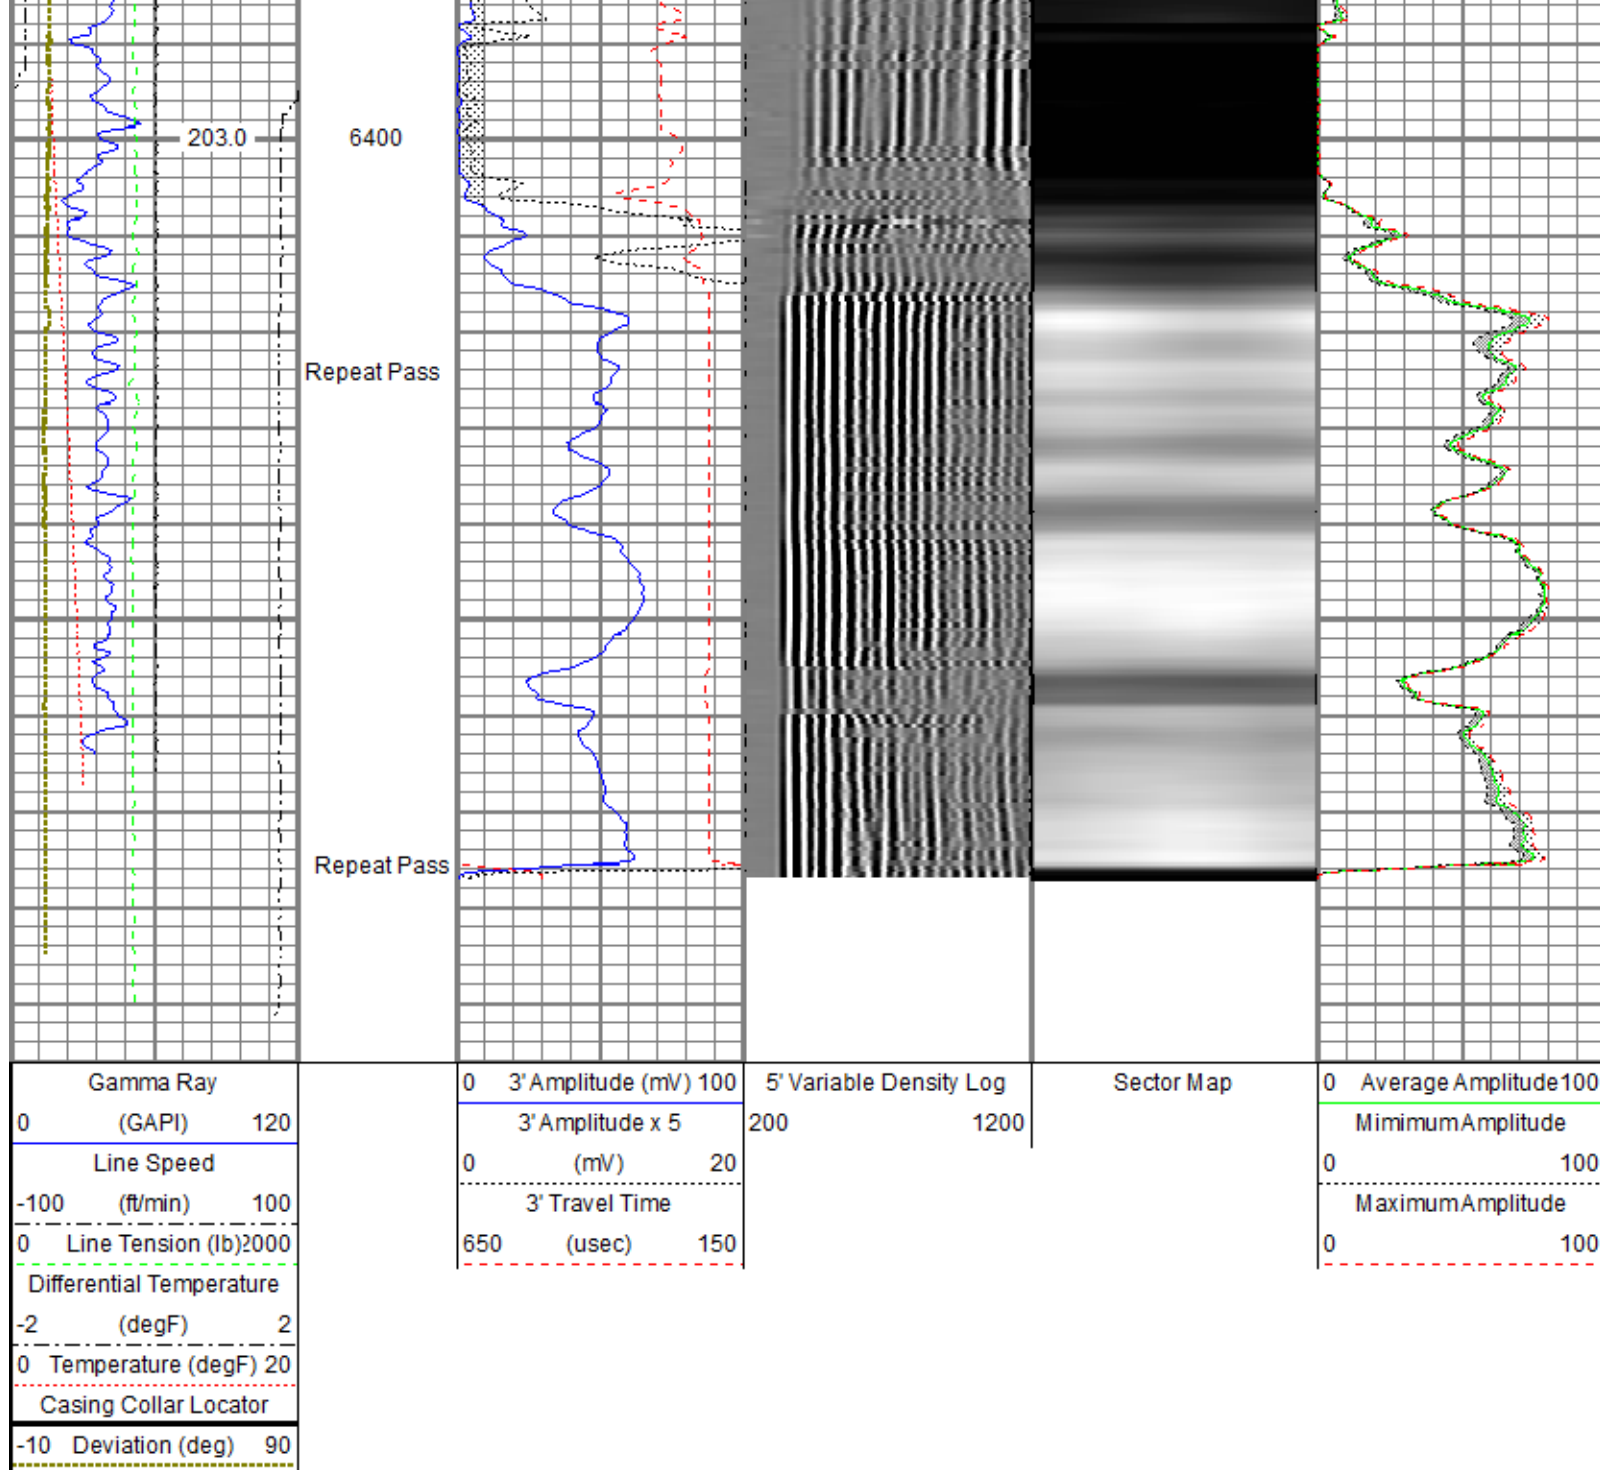 203.0
6400
Repeat Pass
Repeat Pass
Gamma Ray
0 (GAPI) 120
Line Speed
-100 (ft/min) 100
0 Line Tension (lb) 2000
Differential Temperature
-2 (degF) 2
0 Temperature (degF) 20
Casing Collar Locator
-10 Deviation (deg) 90
0 3' Amplitude (mV) 100
3' Amplitude x 5
0 (mV) 20
3' Travel Time
650 (usec) 150
5' Variable Density Log
200 1200
Sector Map
0 Average Amplitude 100
Mimimum Amplitude
0 100
Maximum Amplitude
0 100